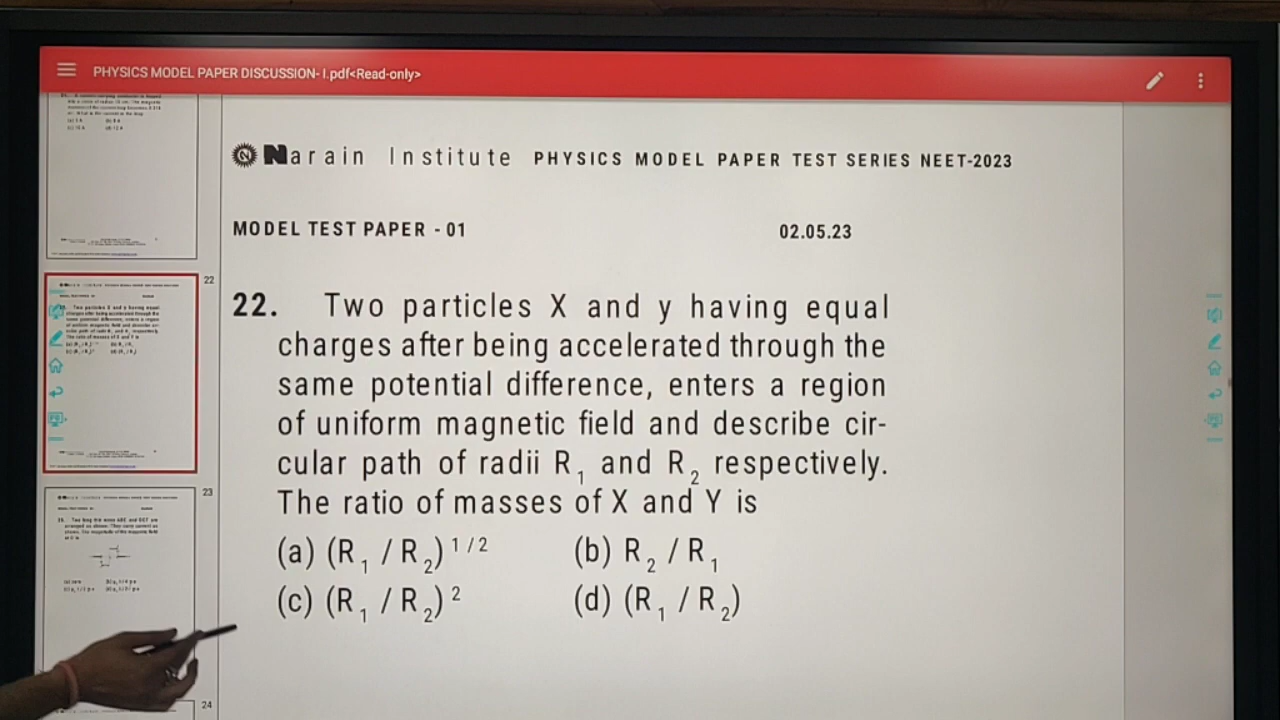 PHYSICS MODEL PAPER DISCUSSION- I.pdf<Read-only>
Narain Institute PHYSICS MODEL PAPER TEST SERIES NEET-2023
MODEL TEST PAPER - 01 02.05.23
22. Two particles X and y having equal
charges after being accelerated through the
same potential difference, enters a region
of uniform magnetic field and describe cir-
cular path of radii R₁ and R₂ respectively.
The ratio of masses of X and Y is
(a) (R₁ / R₂)¹/² (b) R₂ / R₁
(c) (R₁ / R₂)² (d) (R₁ / R₂)
22
23
24